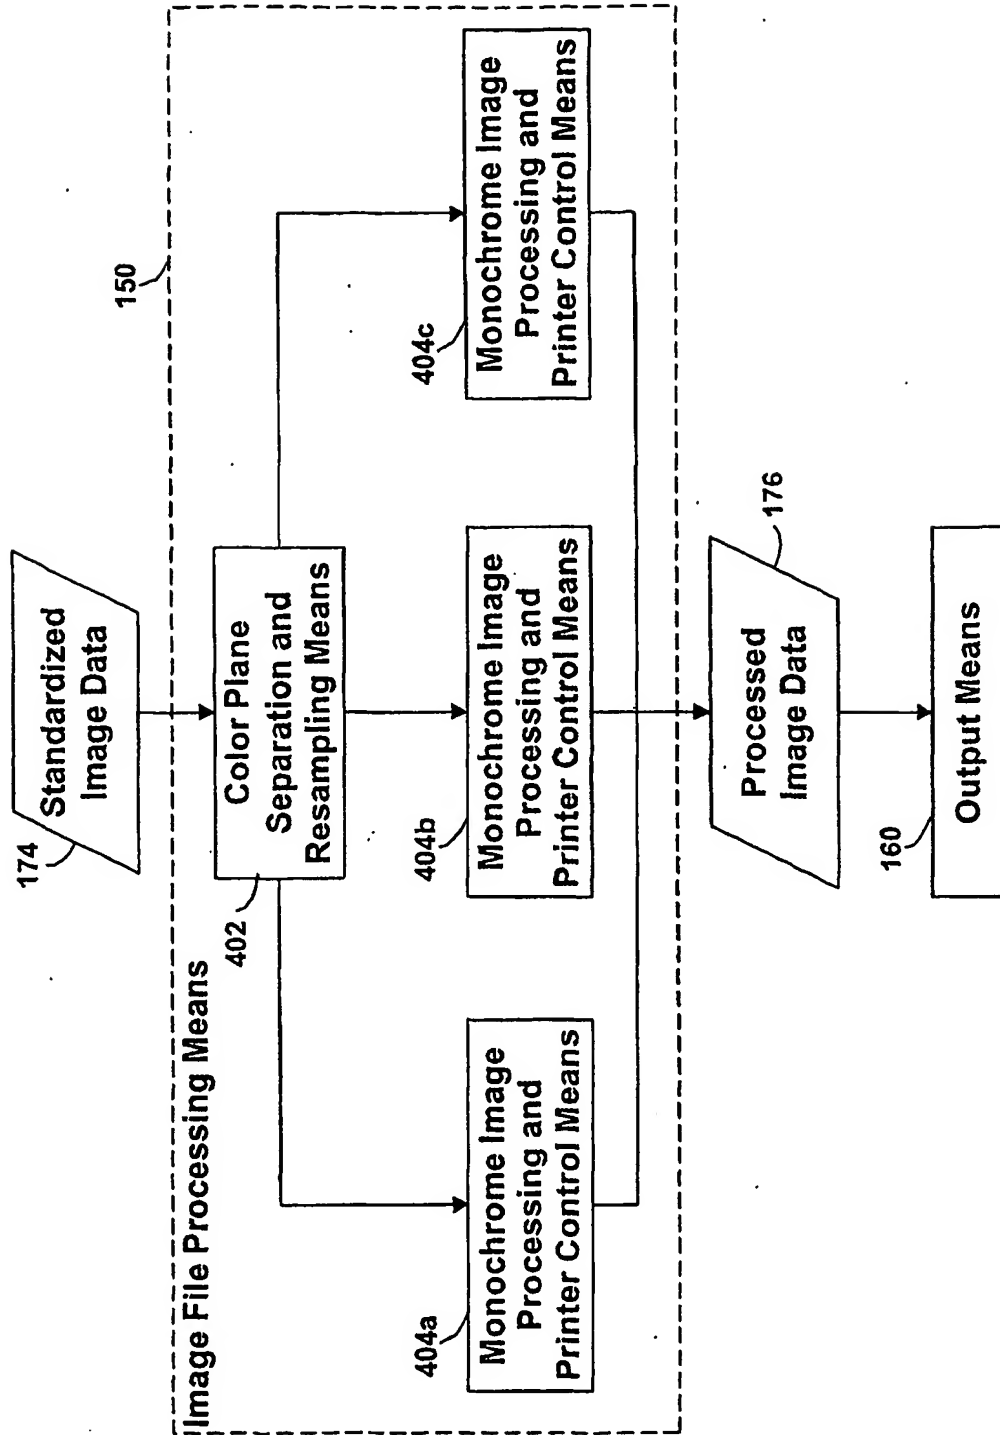 174
Standardized
Image Data
150
Image File Processing Means
402
Color Plane
Separation and
Resampling Means
404a
Monochrome Image
Processing and
Printer Control Means
404b
Monochrome Image
Processing and
Printer Control Means
404c
Monochrome Image
Processing and
Printer Control Means
Processed
Image Data
176
160
Output Means